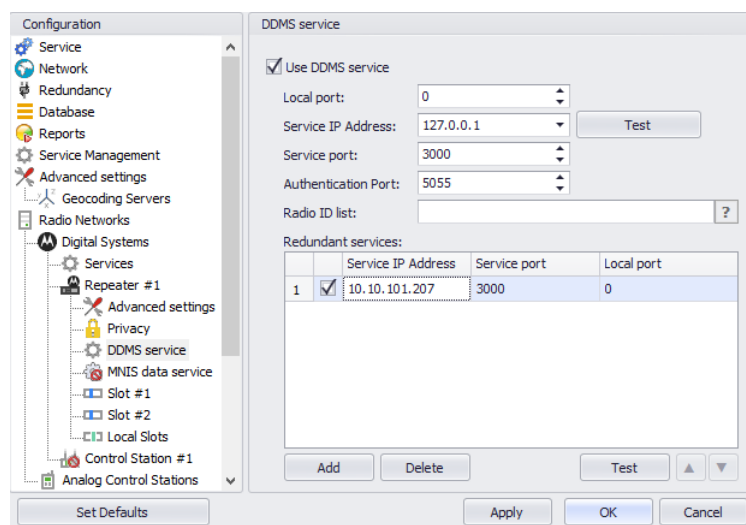 Configuration
Service
Network
Redundancy
Database
Reports
Service Management
Advanced settings
Geocoding Servers
Radio Networks
Digital Systems
Services
Repeater #1
Advanced settings
Privacy
DDMS service
MNIS data service
Slot #1
Slot #2
Local Slots
Control Station #1
Analog Control Stations
DDMS service
Use DDMS service
Local port: 0
Service IP Address: 127.0.0.1 Test
Service port: 3000
Authentication Port: 5055
Radio ID list: ?
Redundant services:
Service IP Address Service port Local port
1 10.10.101.207 3000 0
Add Delete Test
Set Defaults Apply OK Cancel